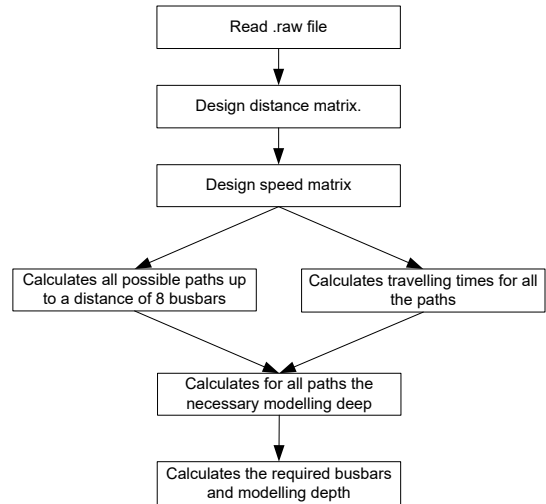 Read .raw file
Design distance matrix.
Design speed matrix
Calculates all possible paths up
to a distance of 8 busbars
Calculates travelling times for all
the paths
Calculates for all paths the
necessary modelling deep
Calculates the required busbars
and modelling depth